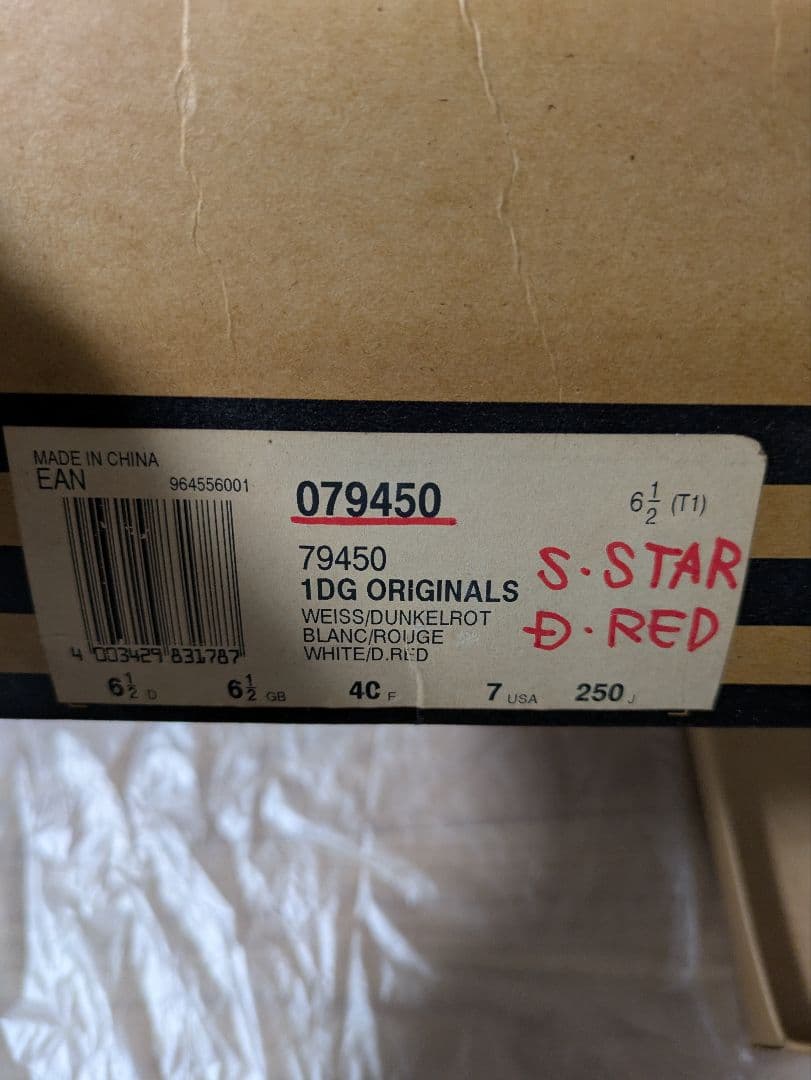 MADE IN CHINA
EAN
964556001
4 003429 831787
079450
6 1/2 (T1)
79450
1DG ORIGINALS
WEISS/DUNKELROT
BLANC/ROUGE
WHITE/D.RED
S·STAR
D·RED
6 1/2 D 6 1/2 GB 40 F 7 USA 250 J